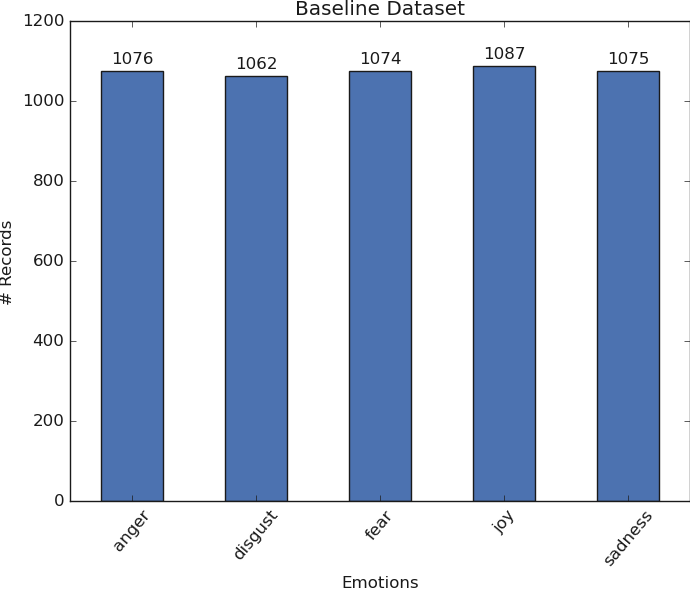 Baseline Dataset
1200
1000
800
600
400
200
0
# Records
1076
1062
1074
1087
1075
anger
disgust
fear
joy
sadness
Emotions